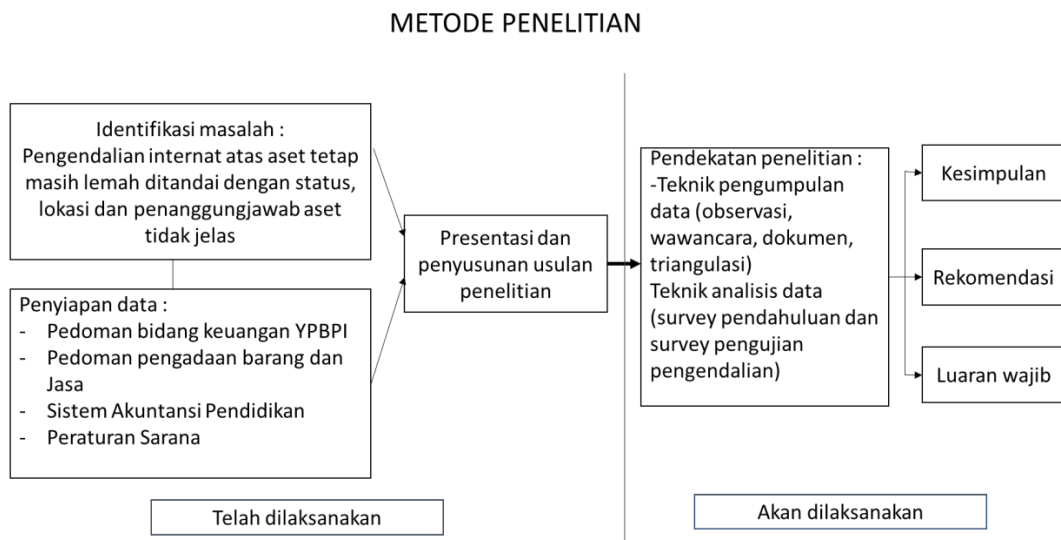 METODE PENELITIAN
Identifikasi masalah :
Pengendalian internat atas aset tetap
masih lemah ditandai dengan status,
lokasi dan penanggungjawab aset
tidak jelas
Penyiapan data :
- Pedoman bidang keuangan YPBPI
- Pedoman pengadaan barang dan
Jasa
- Sistem Akuntansi Pendidikan
- Peraturan Sarana
Presentasi dan
penyusunan usulan
penelitian
Pendekatan penelitian :
-Teknik pengumpulan
data (observasi,
wawancara, dokumen,
triangulasi)
Teknik analisis data
(survey pendahuluan dan
survey pengujian
pengendalian)
Kesimpulan
Rekomendasi
Luaran wajib
Telah dilaksanakan
Akan dilaksanakan